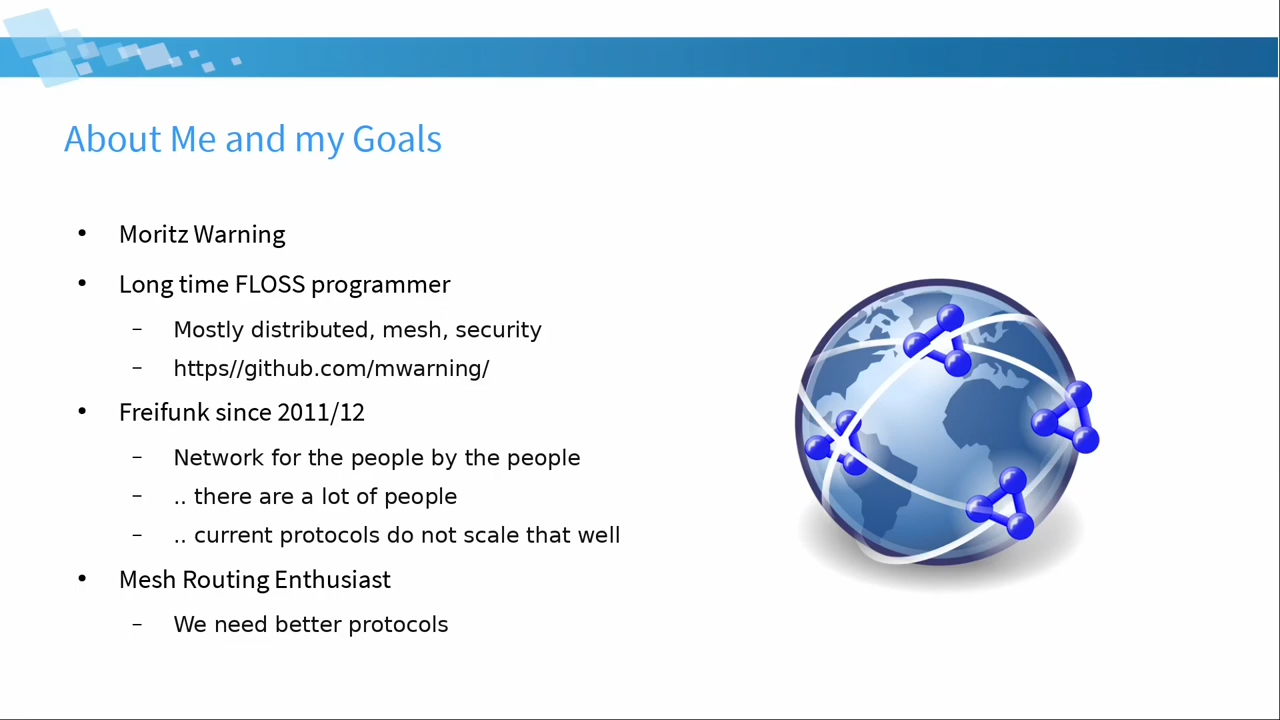 About Me and my Goals
• Moritz Warning
• Long time FLOSS programmer
– Mostly distributed, mesh, security
– https//github.com/mwarning/
• Freifunk since 2011/12
– Network for the people by the people
– .. there are a lot of people
– .. current protocols do not scale that well
• Mesh Routing Enthusiast
– We need better protocols